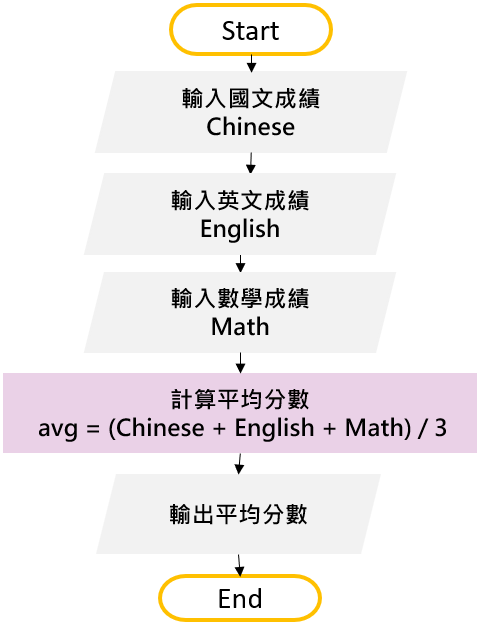 Start
輸入國文成績
Chinese
輸入英文成績
English
輸入數學成績
Math
計算平均分數
avg = (Chinese + English + Math) / 3
輸出平均分數
End